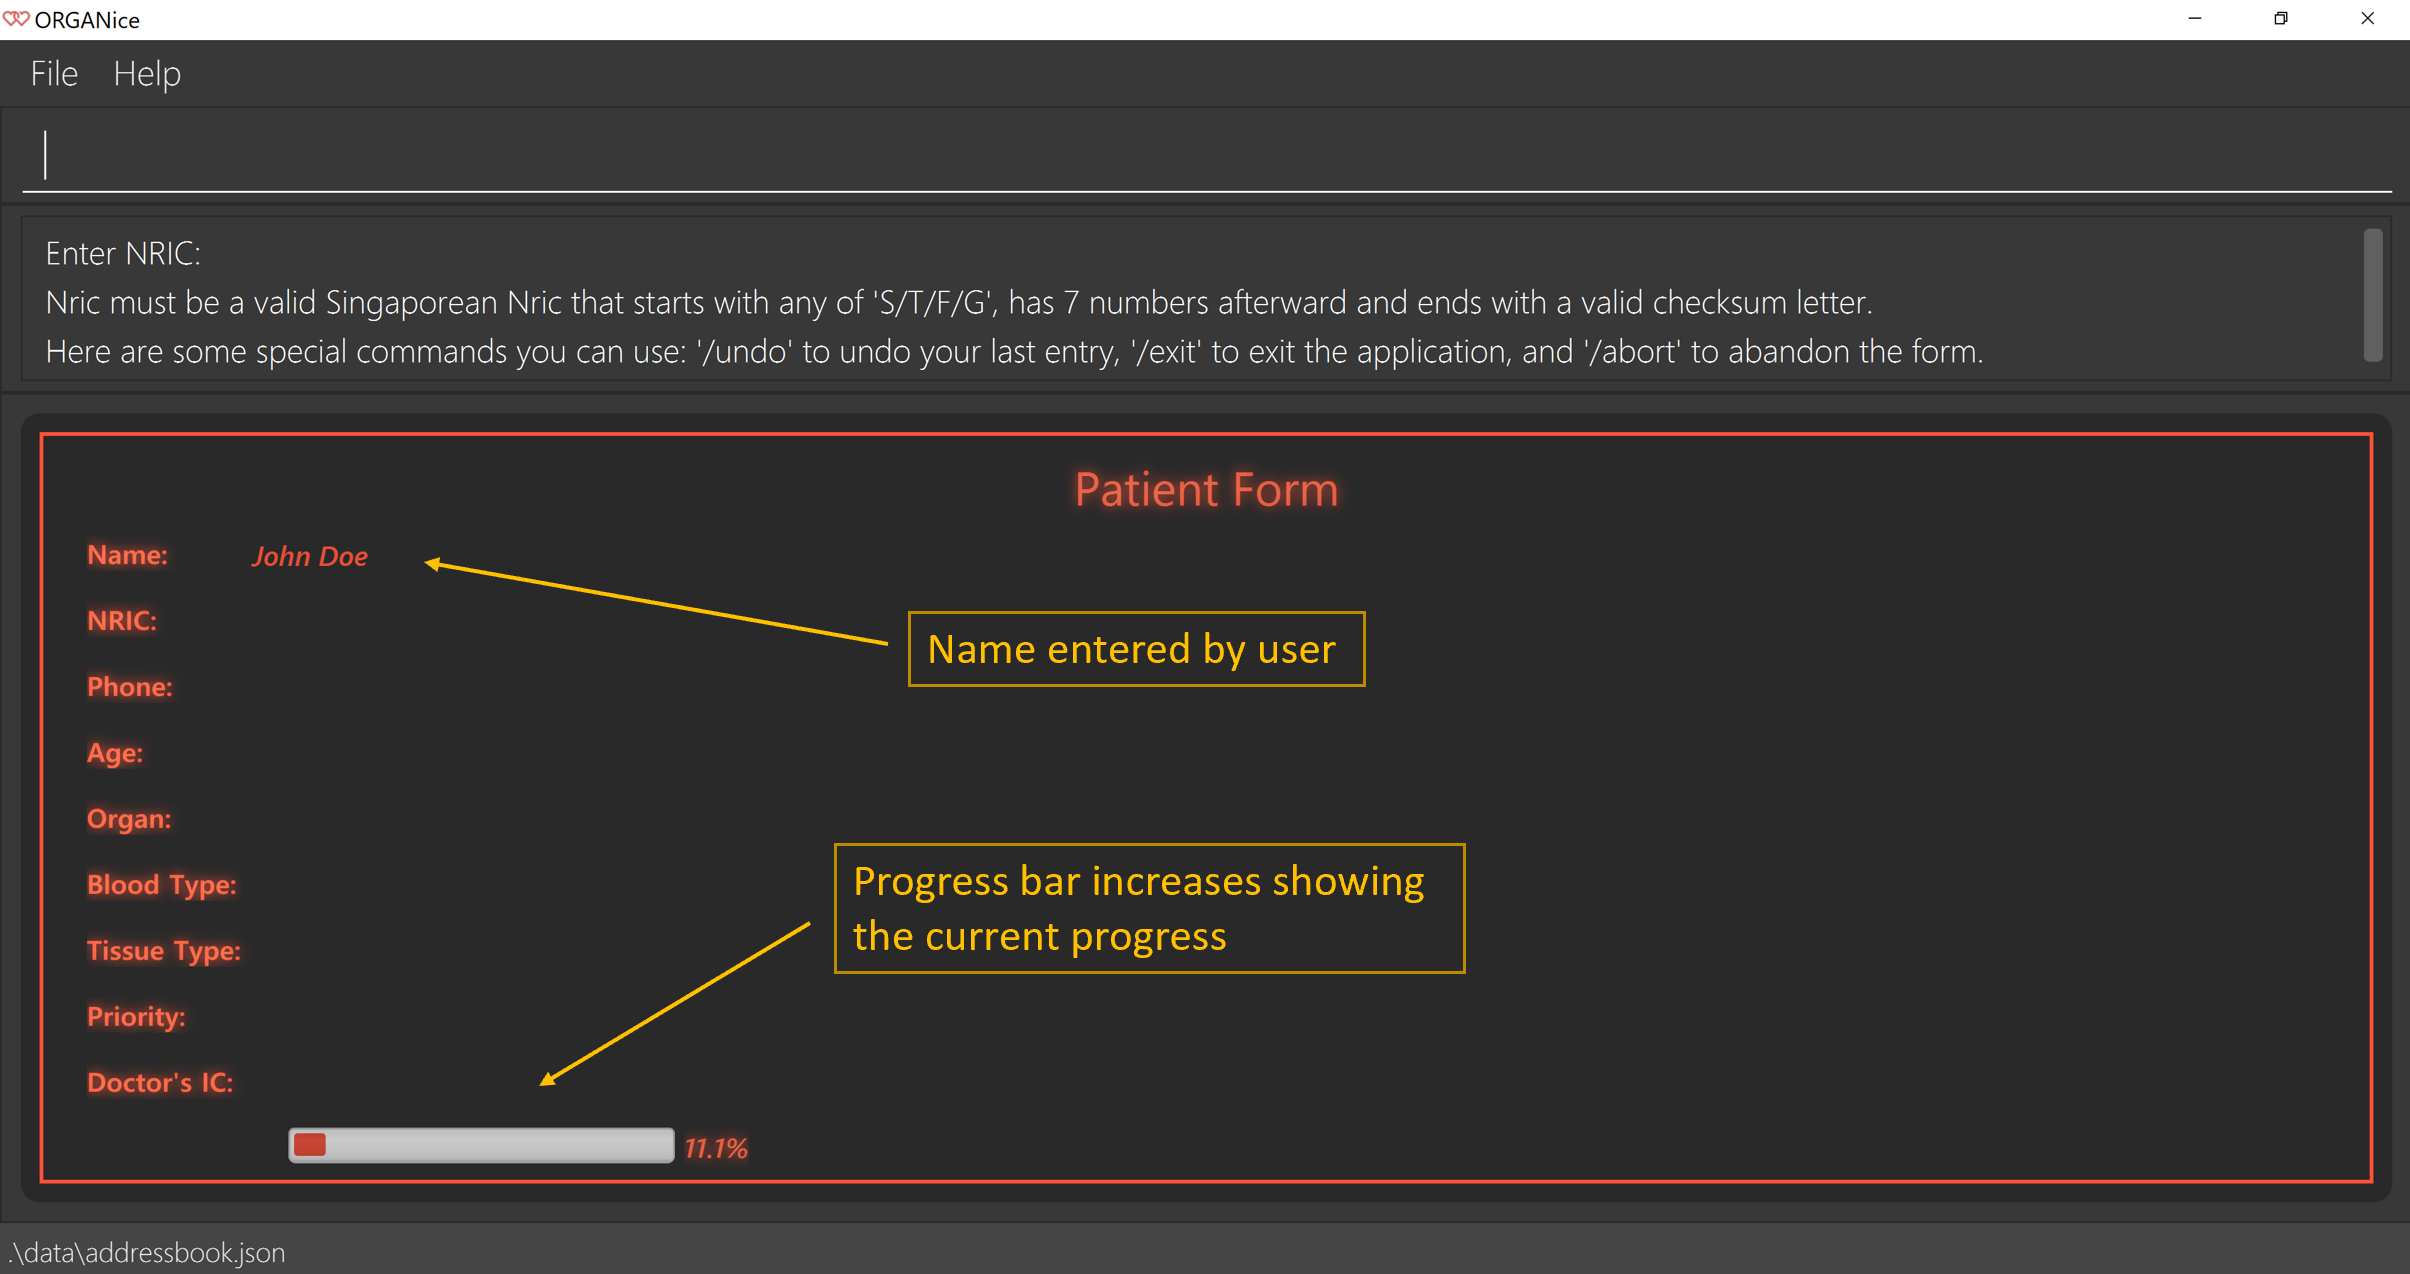 ORGANice
File Help
Enter NRIC:
Nric must be a valid Singaporean Nric that starts with any of 'S/T/F/G', has 7 numbers afterward and ends with a valid checksum letter.
Here are some special commands you can use: '/undo' to undo your last entry, '/exit' to exit the application, and '/abort' to abandon the form.
Patient Form
Name: John Doe
NRIC:
Name entered by user
Phone:
Age:
Organ:
Blood Type:
Progress bar increases showing
the current progress
Tissue Type:
Priority:
Doctor's IC:
11.1%
.\data\addressbook.json